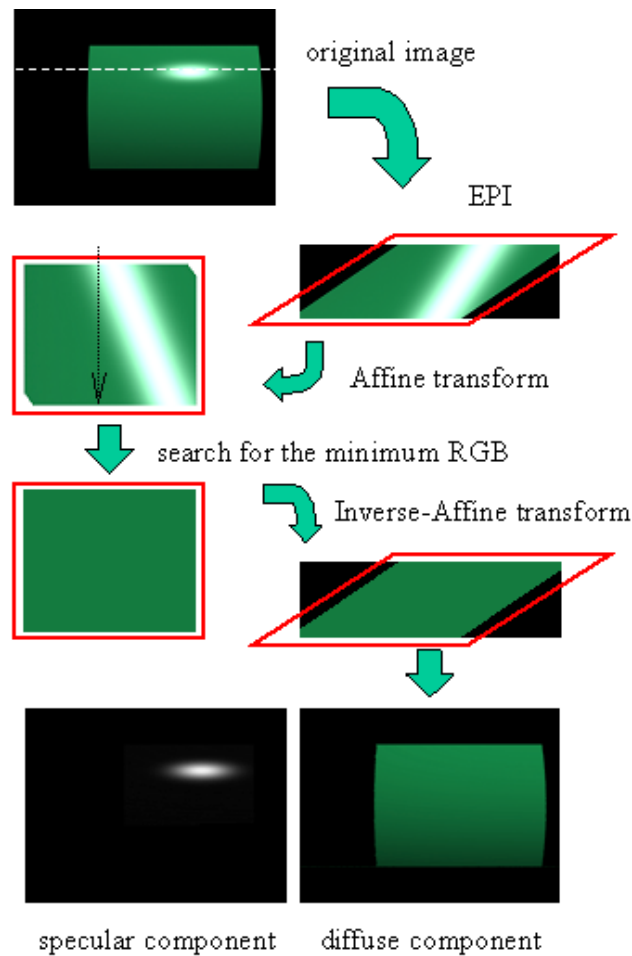 original image
EPI
Affine transform
search for the minimum RGB
Inverse-Affine transform
specular component
diffuse component